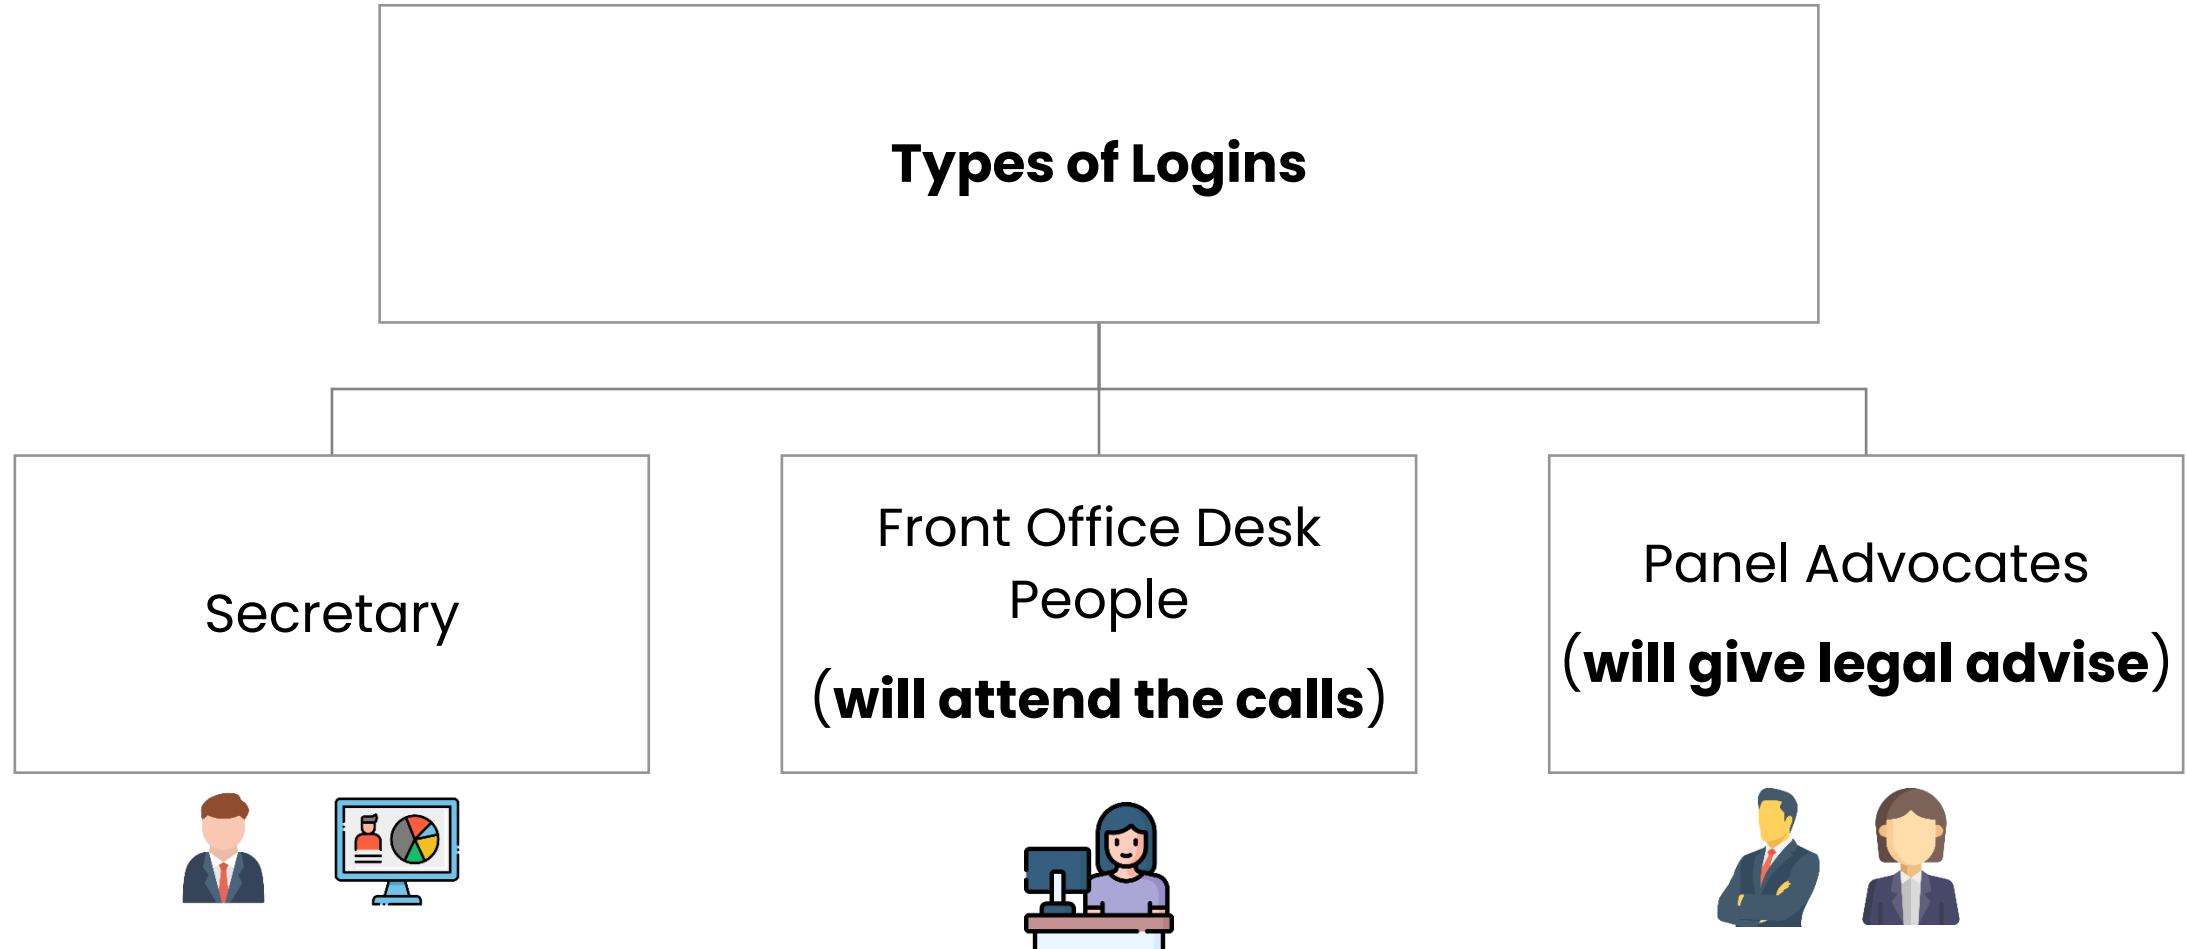 Types of Logins
Secretary
Front Office Desk
People
(will attend the calls)
Panel Advocates
(will give legal advise)